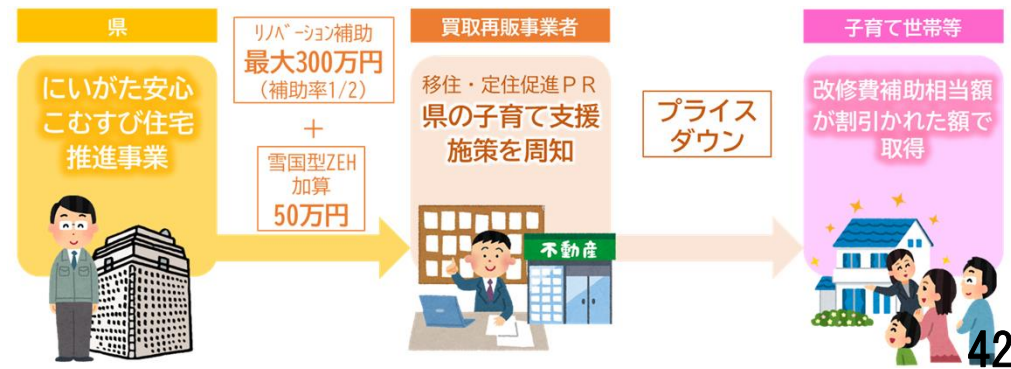 県
にいがた安心
こむすび住宅
推進事業
ﾘﾉﾍﾞｰｼｮﾝ補助
最大300万円
(補助率1/2)
＋
雪国型ZEH
加算
50万円
買取再販事業者
移住・定住促進ＰＲ
県の子育て支援
施策を周知
不動産
プライス
ダウン
子育て世帯等
改修費補助相当額
が割引かれた額で
取得
42